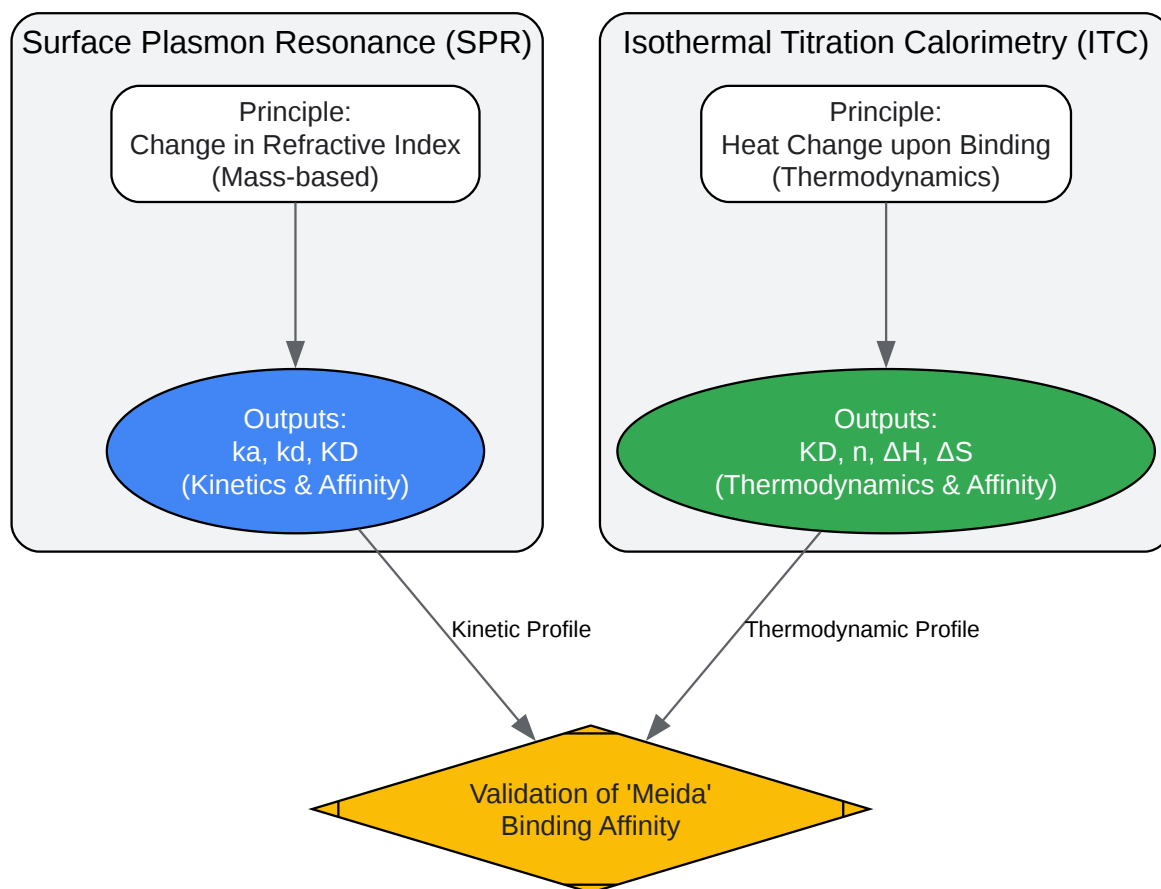 Surface Plasmon Resonance (SPR)
Principle:
Change in Refractive Index
(Mass-based)
Outputs:
ka, kd, KD
(Kinetics & Affinity)
Isothermal Titration Calorimetry (ITC)
Principle:
Heat Change upon Binding
(Thermodynamics)
Outputs:
KD, n, ΔH, ΔS
(Thermodynamics & Affinity)
Kinetic Profile
Thermodynamic Profile
Validation of 'Meida'
Binding Affinity